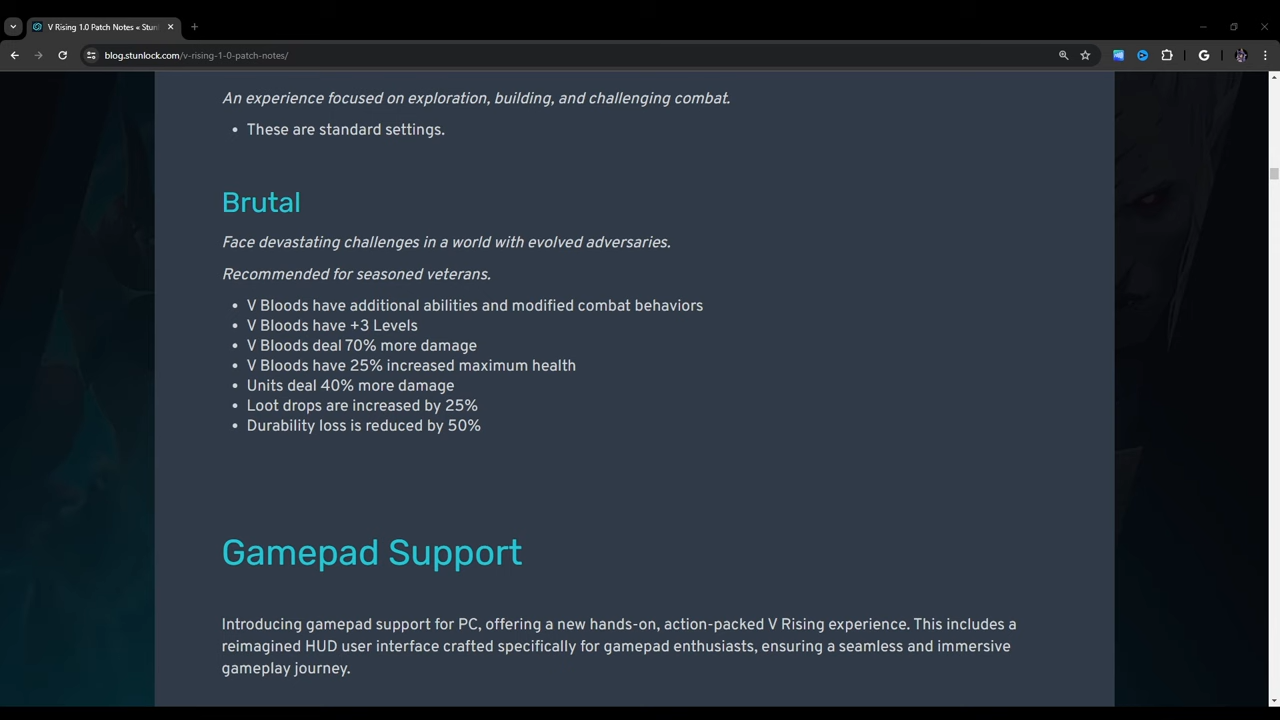 V Rising 1.0 Patch Notes « Stun
blog.stunlock.com/v-rising-1-0-patch-notes/
An experience focused on exploration, building, and challenging combat.
• These are standard settings.
Brutal
Face devastating challenges in a world with evolved adversaries.
Recommended for seasoned veterans.
• V Bloods have additional abilities and modified combat behaviors
• V Bloods have +3 Levels
• V Bloods deal 70% more damage
• V Bloods have 25% increased maximum health
• Units deal 40% more damage
• Loot drops are increased by 25%
• Durability loss is reduced by 50%
Gamepad Support
Introducing gamepad support for PC, offering a new hands-on, action-packed V Rising experience. This includes a
reimagined HUD user interface crafted specifically for gamepad enthusiasts, ensuring a seamless and immersive
gameplay journey.